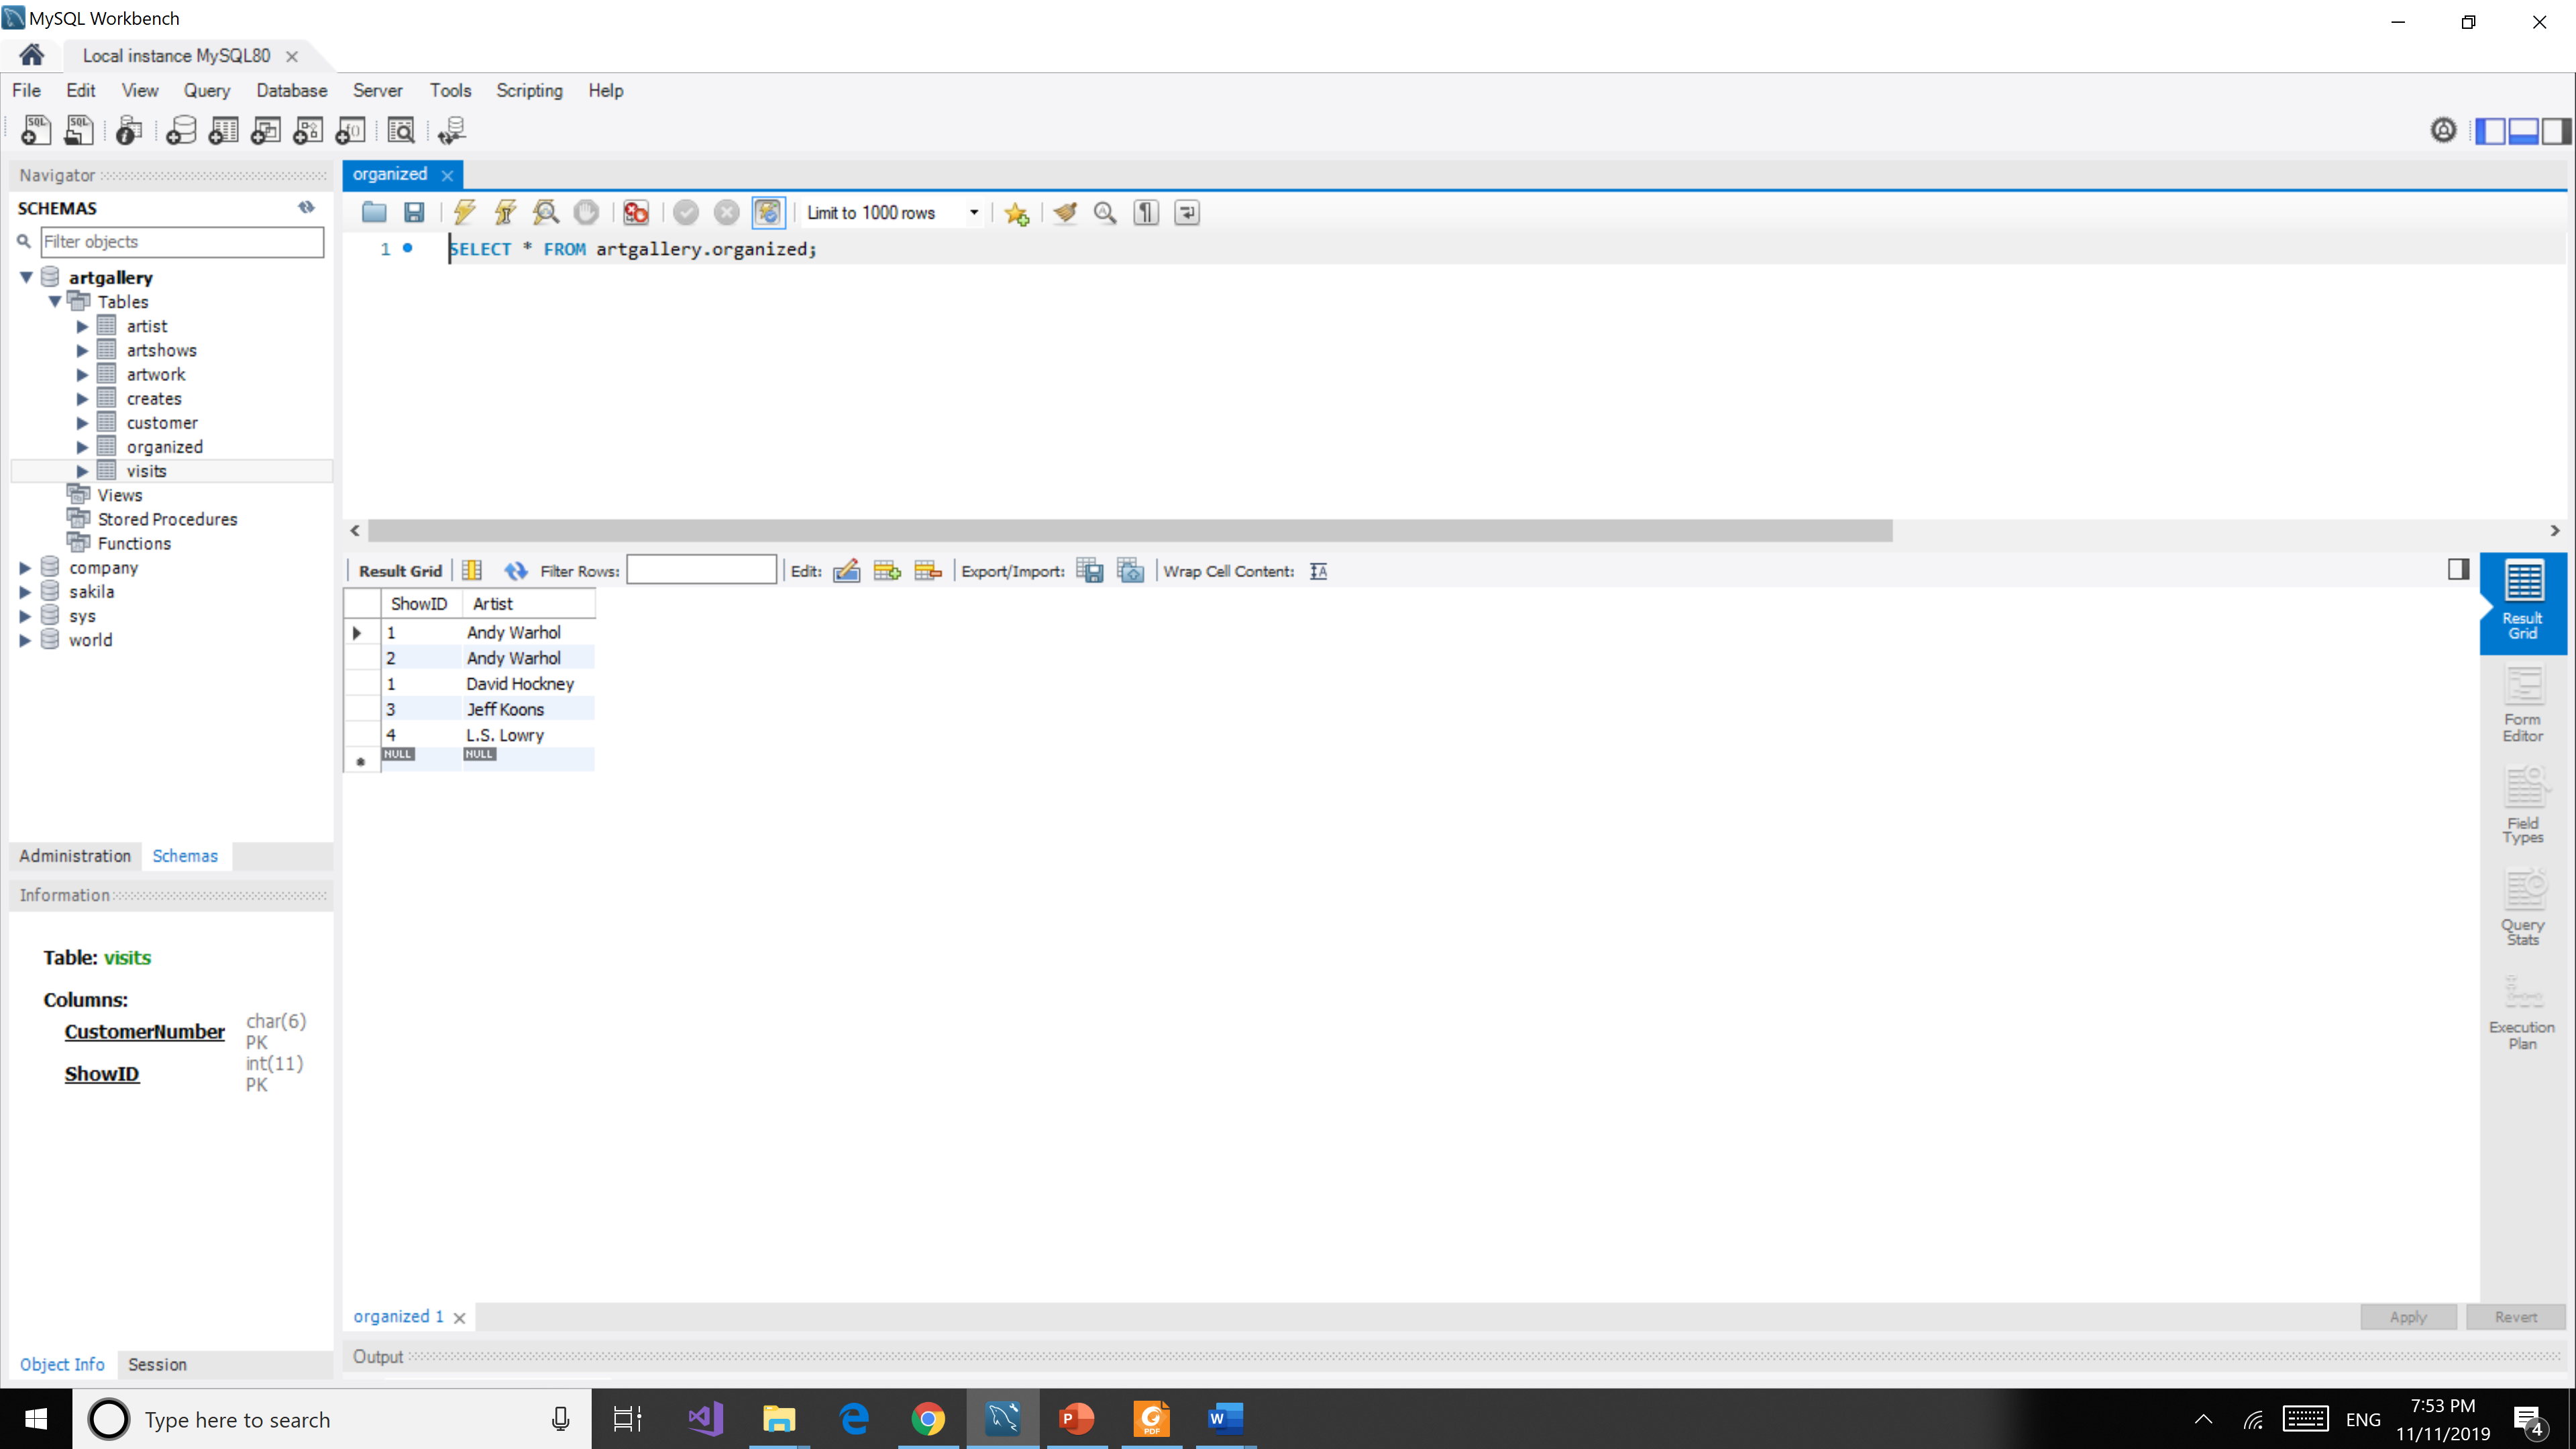 MySQL Workbench
Local instance MySQL80
File Edit View Query Database Server Tools Scripting Help
Navigator
SCHEMAS
Filter objects
artgallery
Tables
artist
artshows
artwork
creates
customer
organized
visits
Views
Stored Procedures
Functions
company
sakila
sys
world
Administration Schemas
Information
Table: visits
Columns:
CustomerNumber char(6) PK
ShowID int(11) PK
Object Info Session
organized
Limit to 1000 rows
1 SELECT * FROM artgallery.organized;
Result Grid Filter Rows: Edit: Export/Import: Wrap Cell Content:
ShowID Artist
1 Andy Warhol
2 Andy Warhol
1 David Hockney
3 Jeff Koons
4 L.S. Lowry
NULL NULL
Result
Grid
Form
Editor
Field
Types
Query
Stats
Execution
Plan
organized 1
Apply Revert
Output
Type here to search
ENG
7:53 PM
11/11/2019
4